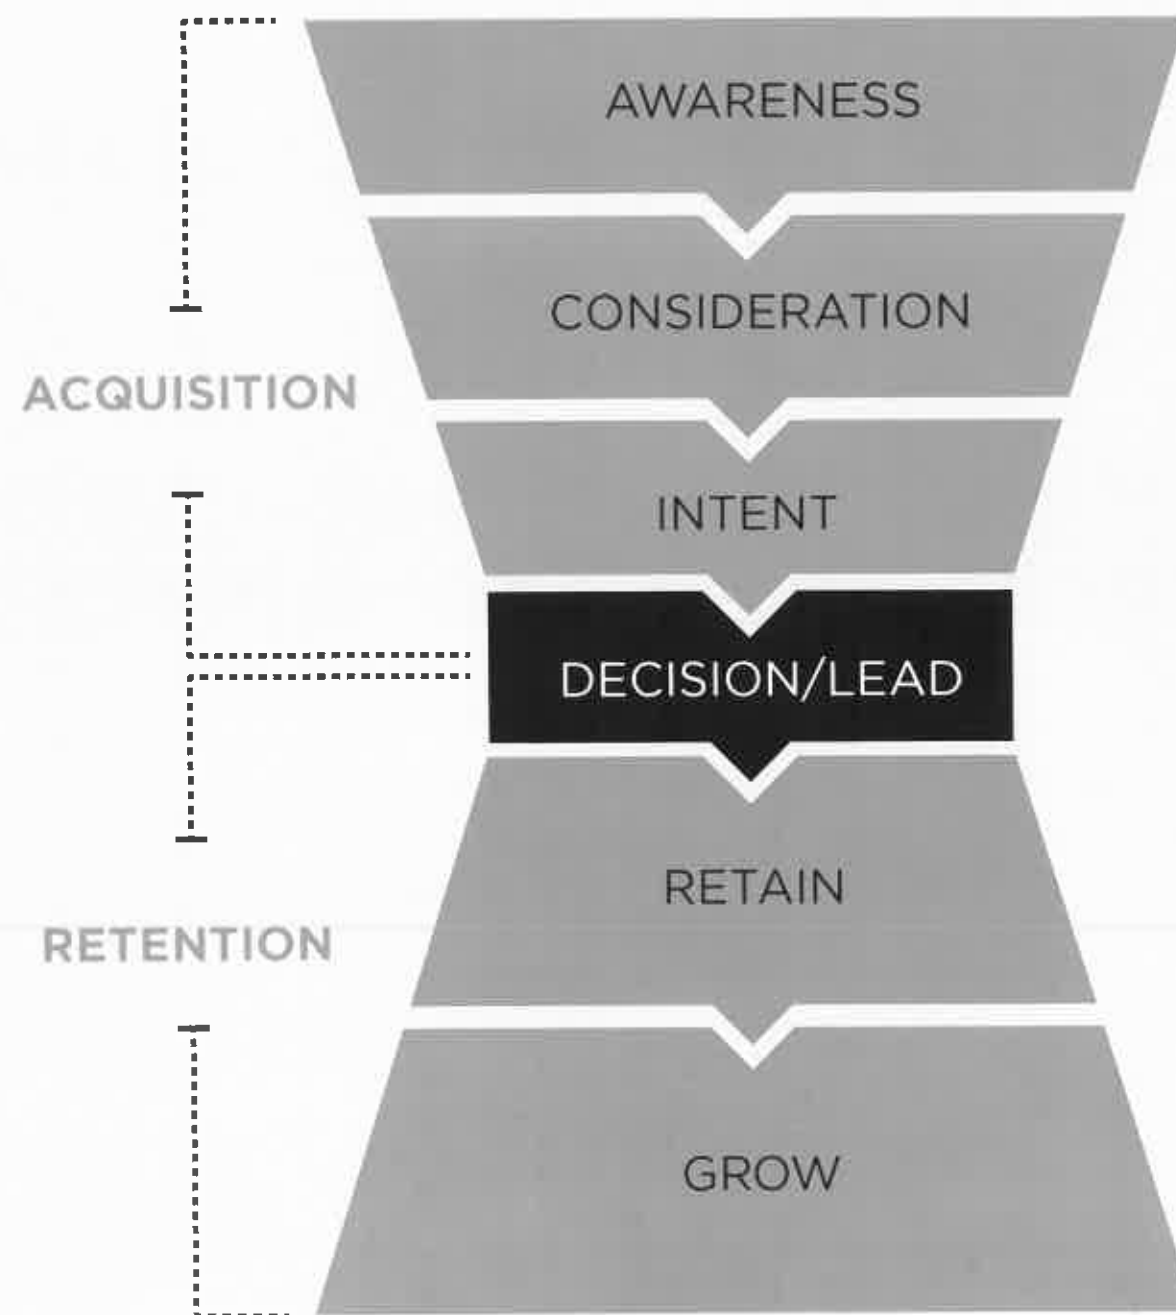 AWARENESS
CONSIDERATION
ACQUISITION
INTENT
DECISION/LEAD
RETAIN
RETENTION
GROW